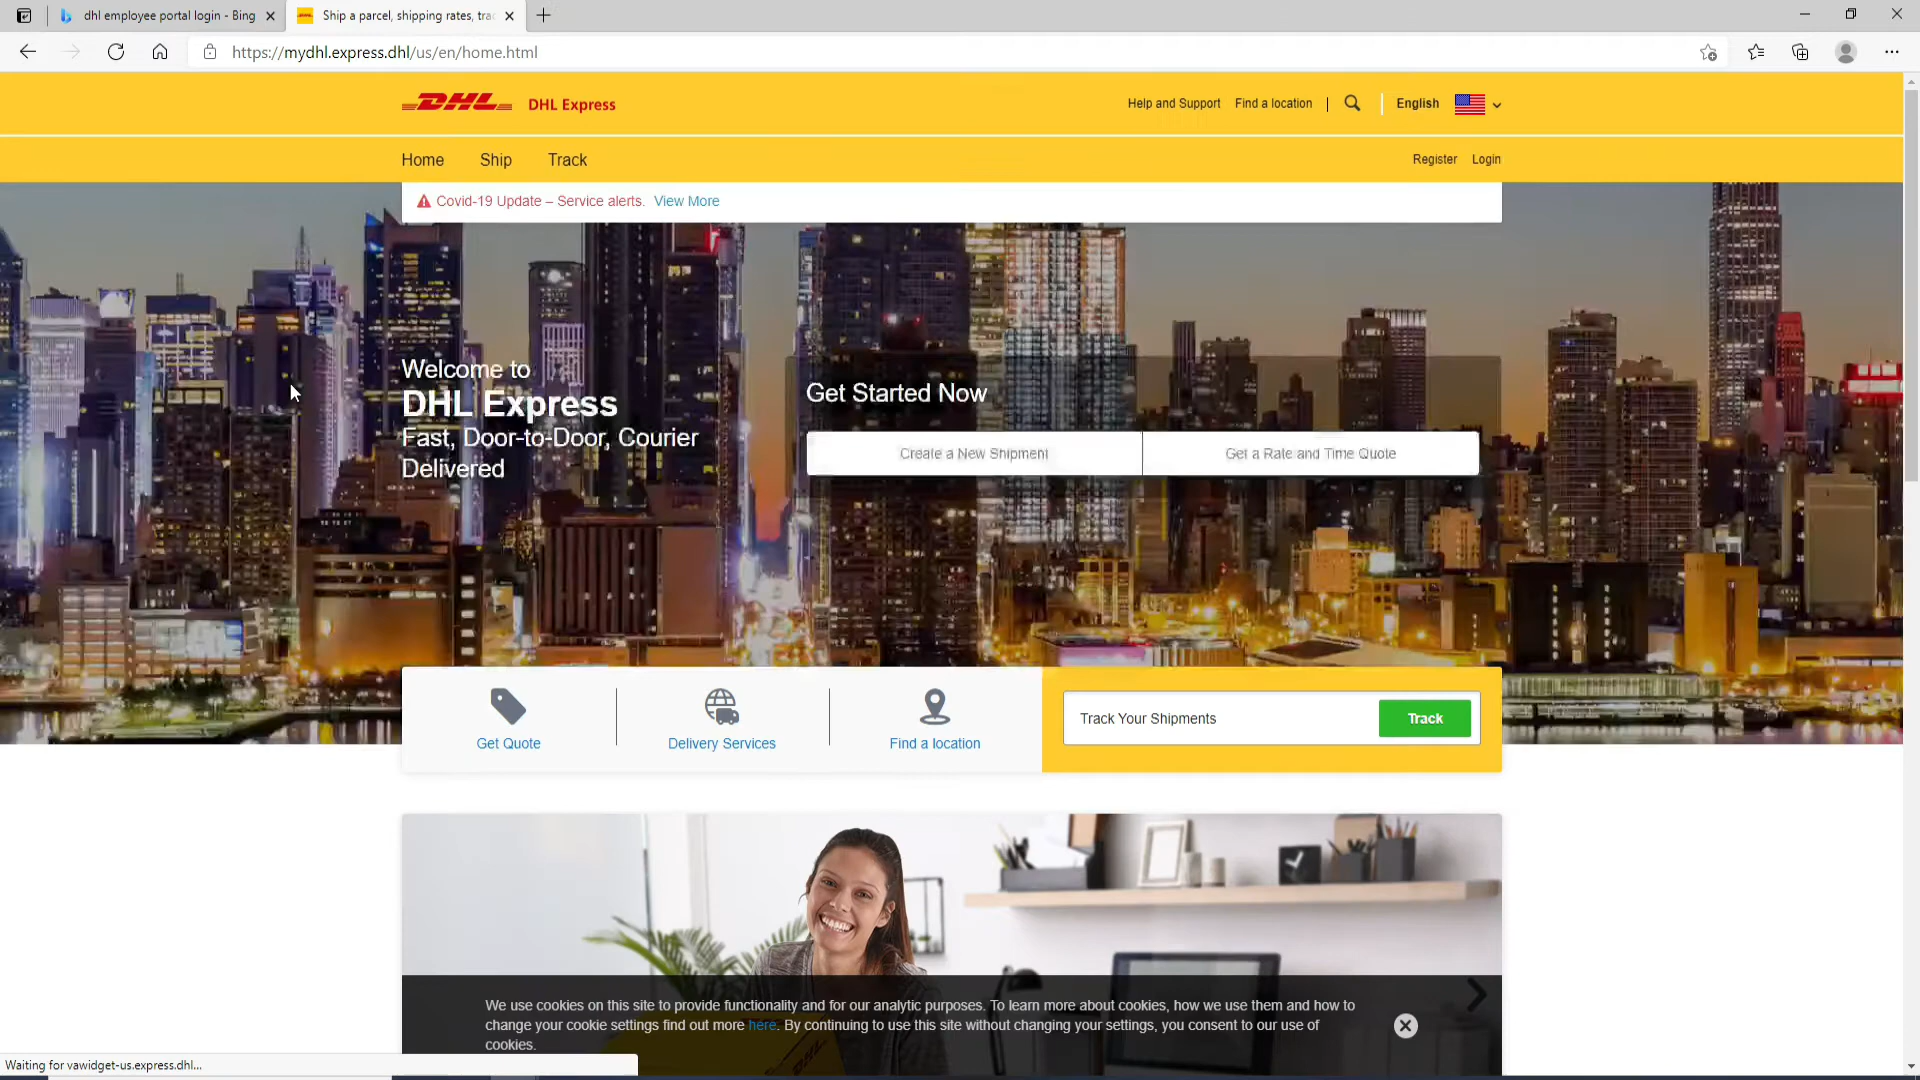 dhl employee portal login - Bing
Ship a parcel, shipping rates, tra
https://mydhl.express.dhl/us/en/home.html
DHL DHL Express
Help and Support Find a location | English
Home Ship Track
Register Login
Covid-19 Update – Service alerts. View More
Welcome to
DHL Express
Fast, Door-to-Door, Courier
Delivered
Get Started Now
Create a New Shipment
Get a Rate and Time Quote
Get Quote
Delivery Services
Find a location
Track Your Shipments
Track
We use cookies on this site to provide functionality and for our analytic purposes. To learn more about cookies, how we use them and how to
change your cookie settings find out more here. By continuing to use this site without changing your settings, you consent to our use of
cookies.
DHL
Waiting for vawidget-us.express.dhl...